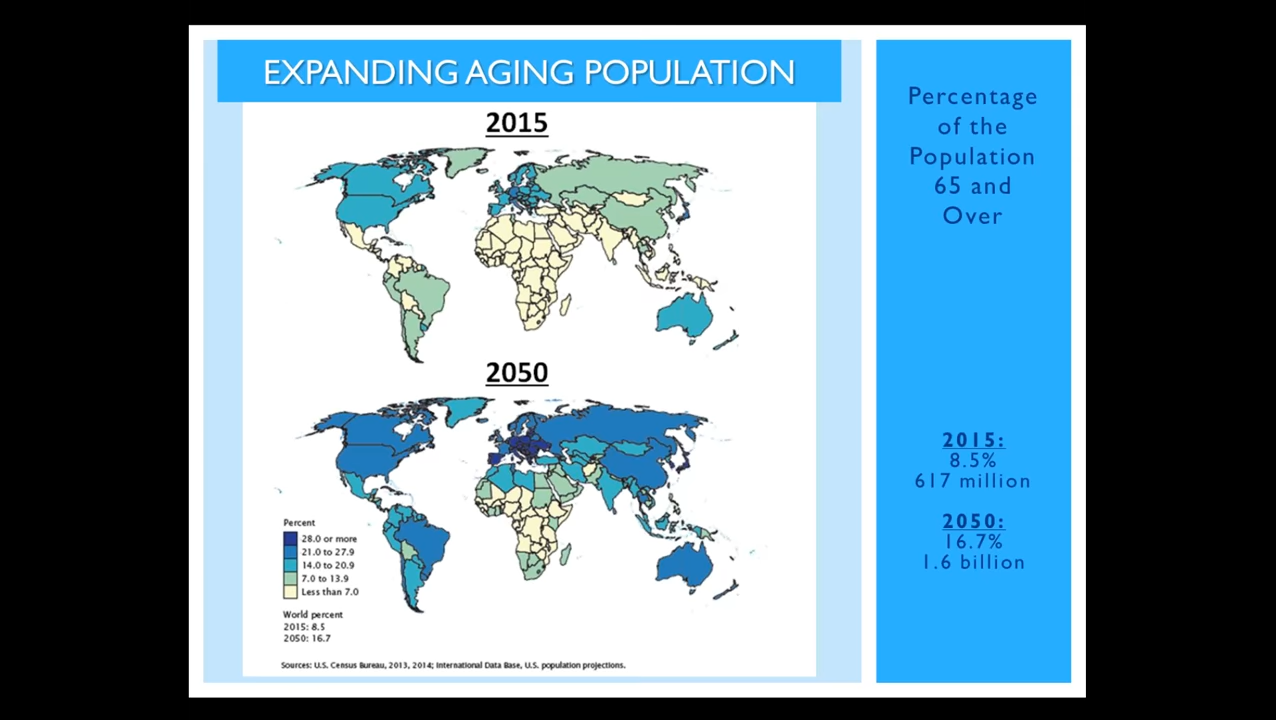 EXPANDING AGING POPULATION
2015
2050
Percent
28.0 or more
21.0 to 27.9
14.0 to 20.9
7.0 to 13.9
Less than 7.0
World percent
2015: 8.5
2050: 16.7
Sources: U.S. Census Bureau, 2013, 2014; International Data Base, U.S. population projections.
Percentage
of the
Population
65 and
Over
2015:
8.5%
617 million
2050:
16.7%
1.6 billion